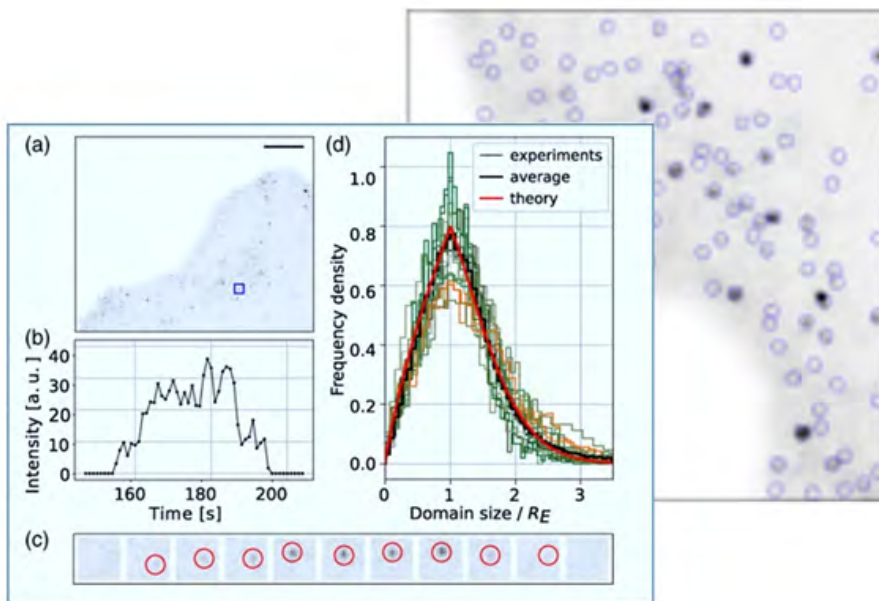 (a)
(b)
Intensity [a. u. ]
40
30
20
10
0
160
180
200
Time [s]
(c)
(d)
experiments
average
theory
Frequency density
1.0
0.8
0.6
0.4
0.2
0.0
0
1
2
3
Domain size / R_E